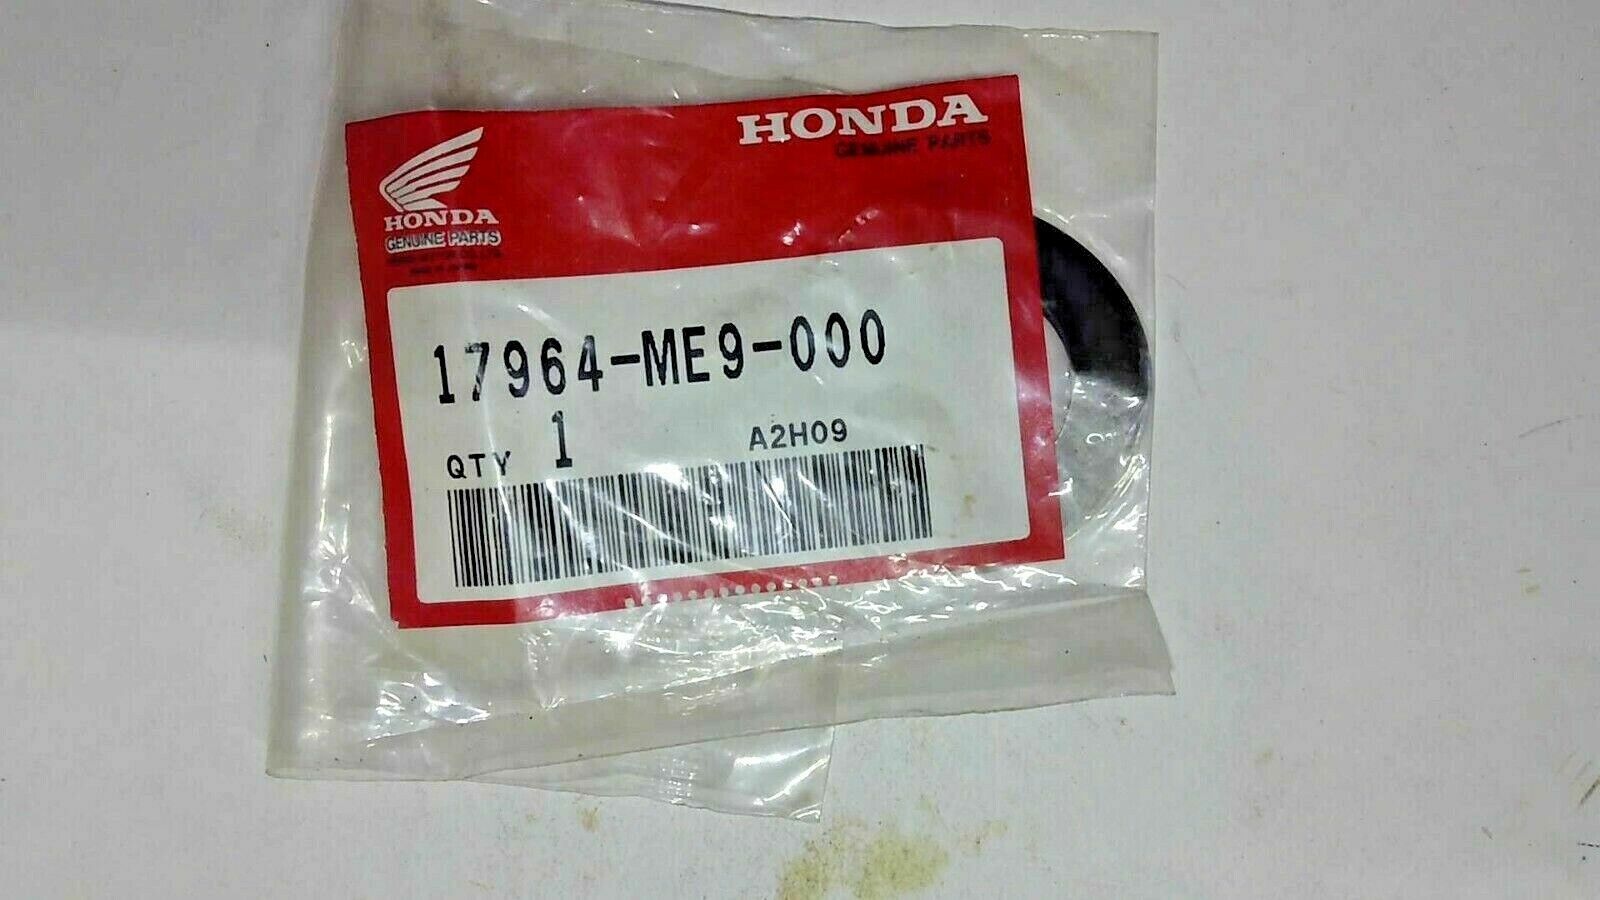 HONDA
GENUINE PARTS
HONDA
GENUINE PARTS
17964-ME9-000
QTY 1
A2H09